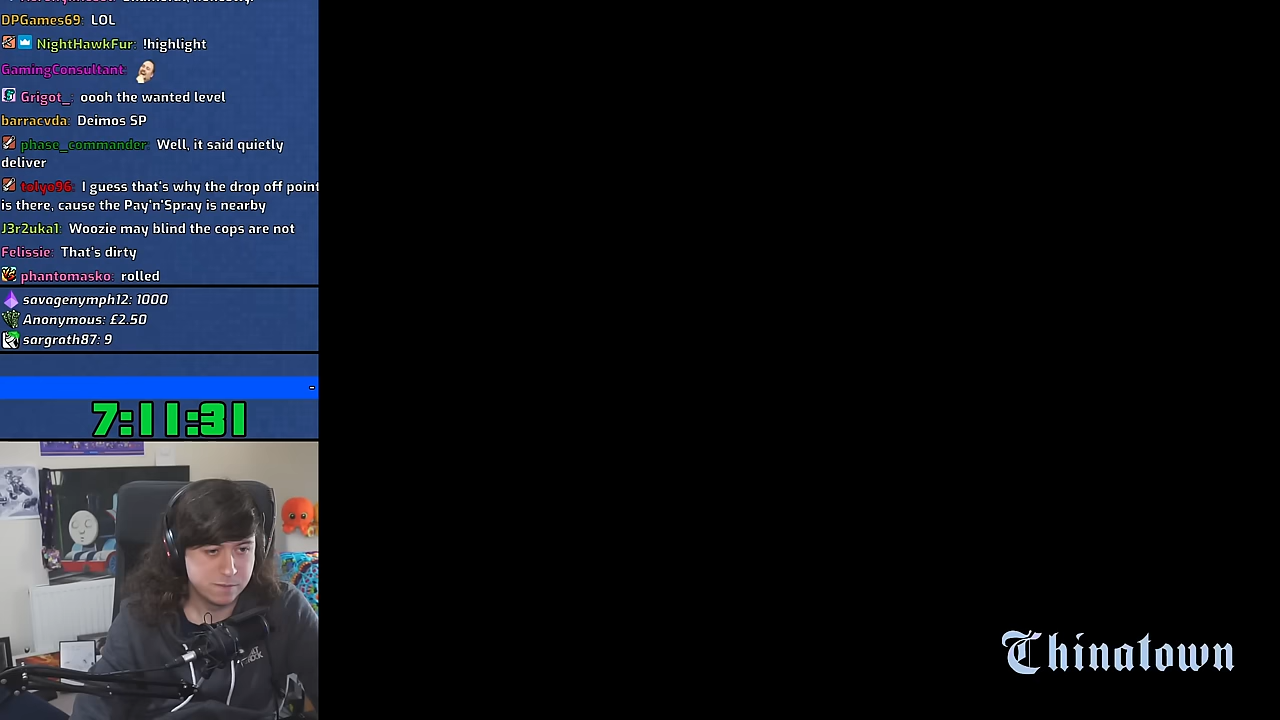 DPGames69: LOL
NightHawkFur: !highlight
GamingConsultant:
Grigot_: oooh the wanted level
barracvda: Deimos SP
phase_commander: Well, it said quietly
deliver
tolyo96: I guess that's why the drop off point
is there, cause the Pay'n'Spray is nearby
J3r2uka1: Woozie may blind the cops are not
Felissie: That's dirty
phantomasko: rolled
savagenymph12: 1000
Anonymous: £2.50
sargroth87: 9
-
7:11:31
Chinatown